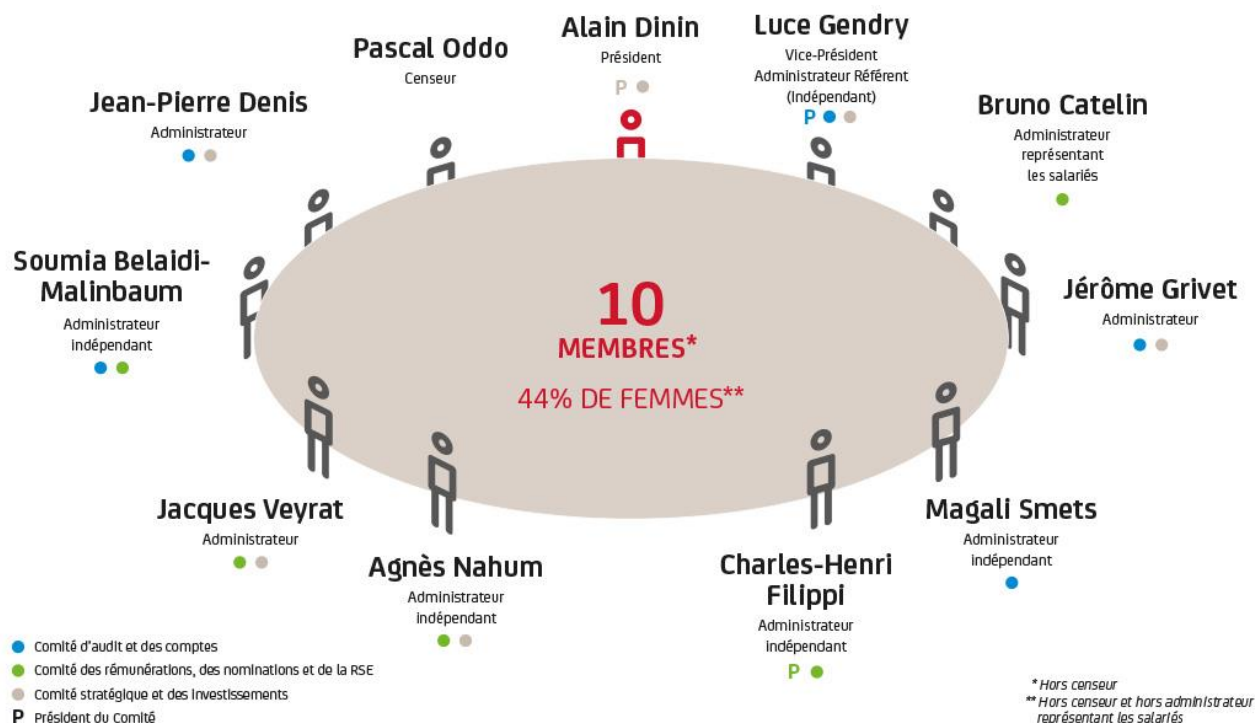 Alain Dinin
Président
P
Luce Gendry
Vice-Président
Administrateur Référent
(Indépendant)
P
Pascal Oddo
Censeur
Jean-Pierre Denis
Administrateur
Bruno Catelin
Administrateur
représentant
les salariés
Soumia Belaidi-
Malinbaum
Administrateur
indépendant
Jérôme Grivet
Administrateur
10
MEMBRES*
44% DE FEMMES**
Jacques Veyrat
Administrateur
Agnès Nahum
Administrateur
indépendant
Charles-Henri
Filippi
Administrateur
indépendant
P
Magali Smets
Administrateur
indépendant
Comité d'audit et des comptes
Comité des rémunérations, des nominations et de la RSE
Comité stratégique et des investissements
P Président du Comité
* Hors censeur
** Hors censeur et hors administrateur
représentant les salariés